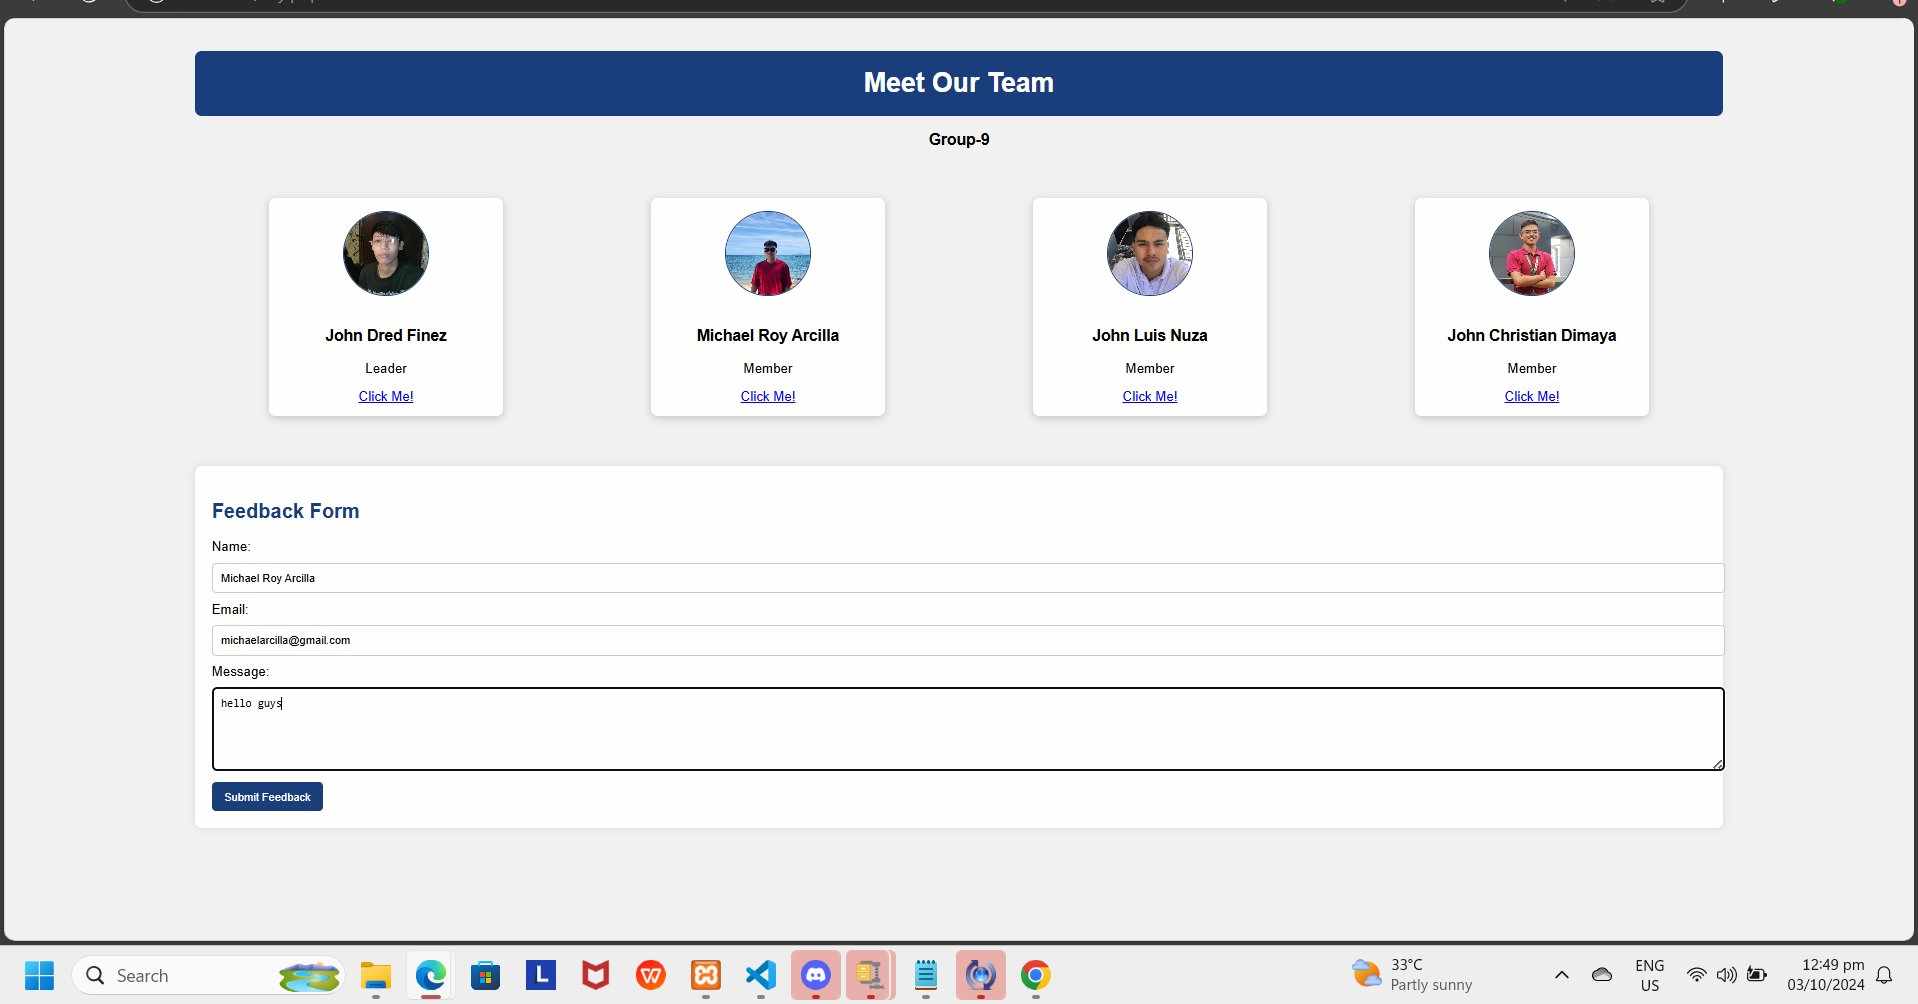 Meet Our Team
Group-9
John Dred Finez
Leader
Click Me!
Michael Roy Arcilla
Member
Click Me!
John Luis Nuza
Member
Click Me!
John Christian Dimaya
Member
Click Me!
Feedback Form
Name:
Michael Roy Arcilla
Email:
michaelarcilla@gmail.com
Message:
hello guys
Submit Feedback
Search
L
W
33°C
Partly sunny
ENG
US
12:49 pm
03/10/2024